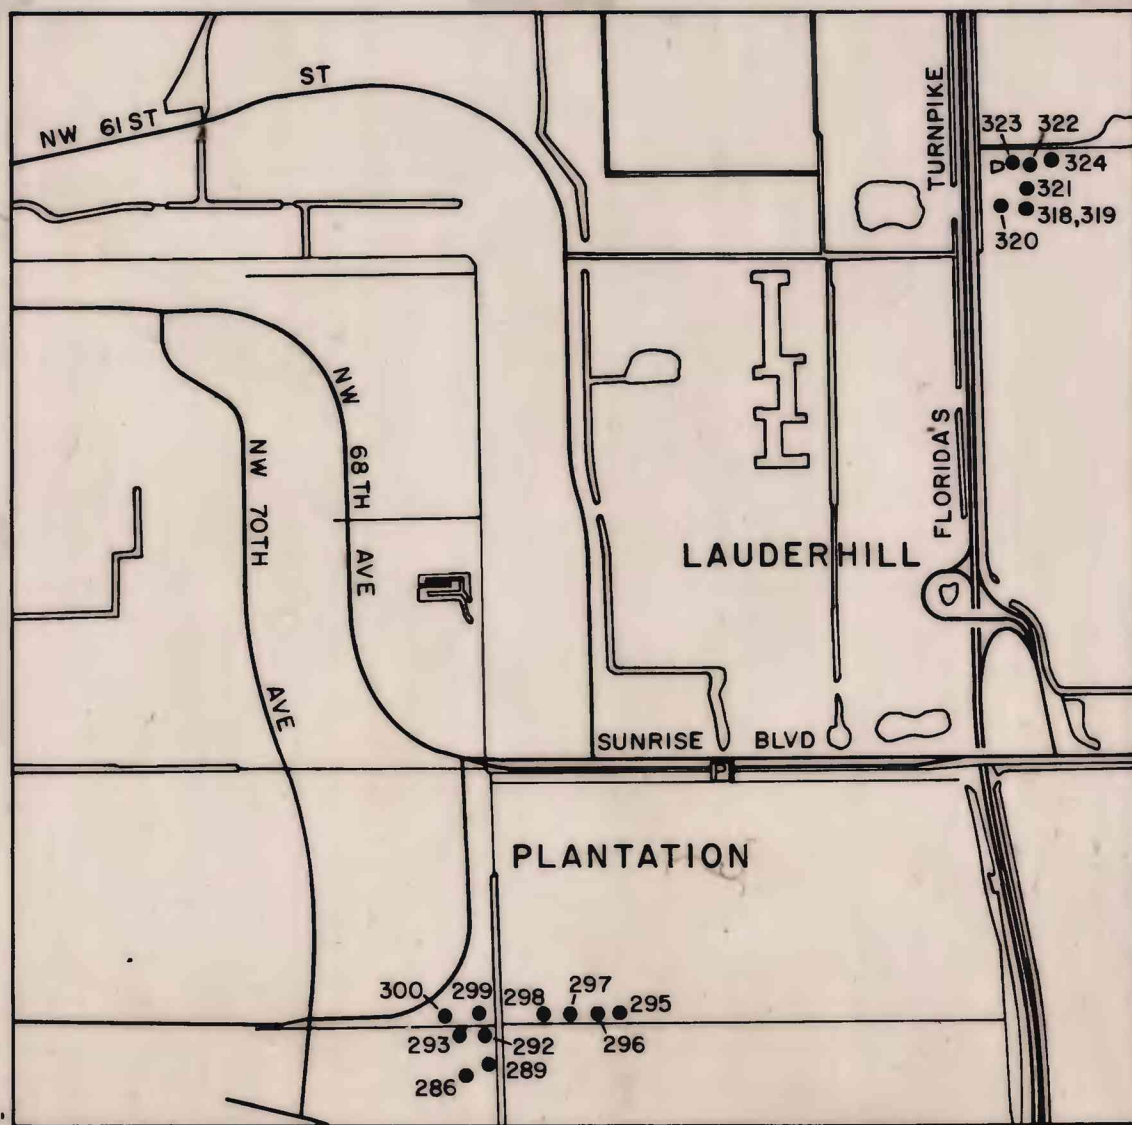 NW 61 ST ST
TURNPIKE
323 322
324
321
318,319
320
NW 68TH AVE
NW 70TH AVE
FLORIDA'S
LAUDERHILL
SUNRISE BLVD
P
PLANTATION
300 299 298 297 295
293 292 296
289
286